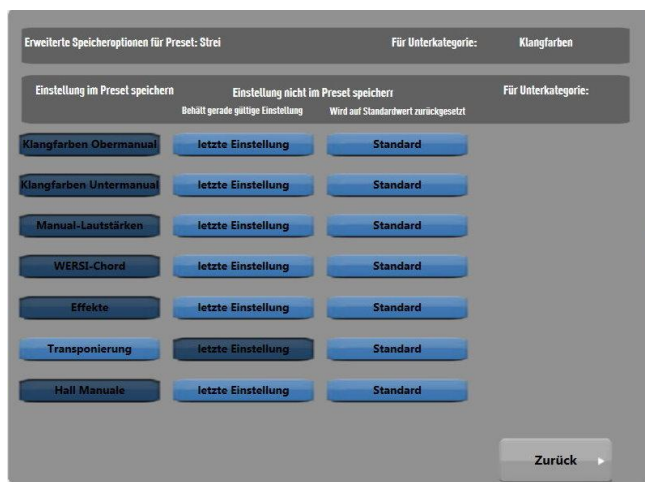 Erweiterte Speicheroptionen für Preset: Strei Für Unterkategorie: Klangfarben
Einstellung im Preset speichern Einstellung nicht im Preset speicherr Für Unterkategorie:
Behält gerade gültige Einstellung Wird auf Standardwert zurückgesetzt
Klangfarben Obermanual letzte Einstellung Standard
Klangfarben Untermanual letzte Einstellung Standard
Manual-Lautstärken letzte Einstellung Standard
WERSI-Chord letzte Einstellung Standard
Effekte letzte Einstellung Standard
Transponierung letzte Einstellung Standard
Hall Manuale letzte Einstellung Standard
Zurück